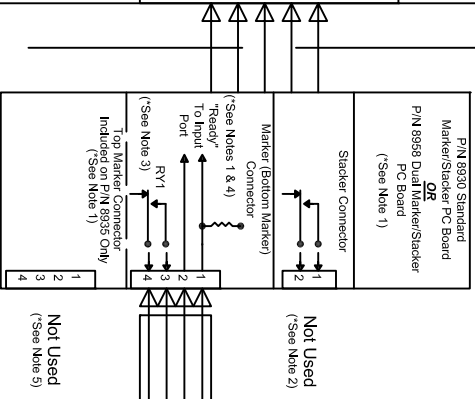 P/N 8930 Standard
Marker/Stacker PC Board
OR
P/N 8958 Dual Marker/Stacker
PC Board
(*See Note 1)
Stacker Connector
1
2
Not Used
(*See Note 2)
Marker (Bottom Marker)
Connector
(*See Notes 1 & 4)
"Ready"
To Input
Port
1
2
3
4
RY1
(*See Note 3)
Top Marker Connector
Included on P/N 8935 Only
(*See Note 1)
1
2
3
4
Not Used
(*See Note 5)